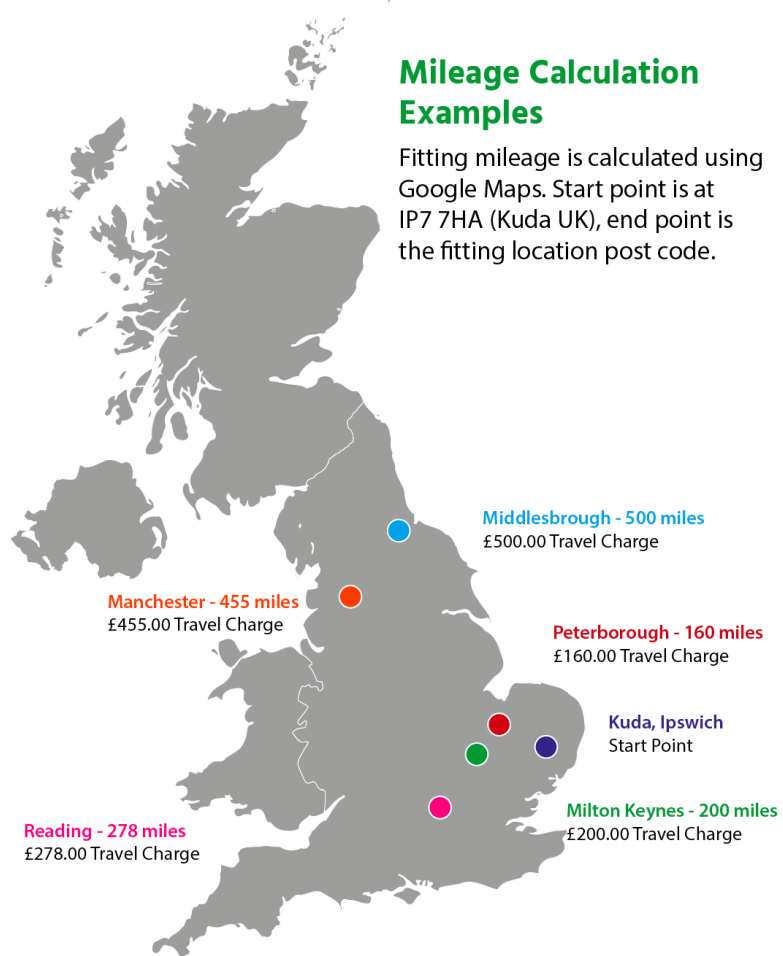 Mileage Calculation
Examples
Fitting mileage is calculated using
Google Maps. Start point is at
IP7 7HA (Kuda UK), end point is
the fitting location post code.
Middlesbrough - 500 miles
£500.00 Travel Charge
Manchester - 455 miles
£455.00 Travel Charge
Peterborough - 160 miles
£160.00 Travel Charge
Kuda, Ipswich
Start Point
Milton Keynes - 200 miles
£200.00 Travel Charge
Reading - 278 miles
£278.00 Travel Charge